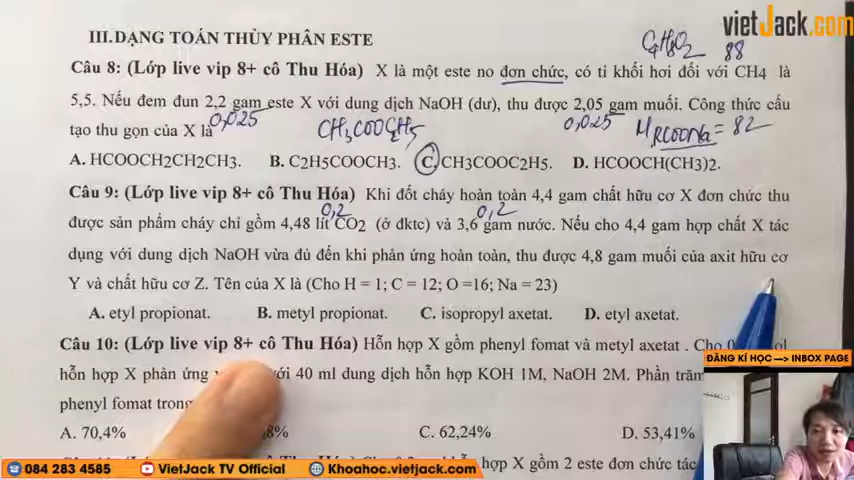 vietJack.com
III.DẠNG TOÁN THỦY PHÂN ESTE
C4H8O2 88
Câu 8: (Lớp live vip 8+ cô Thu Hóa) X là một este no đơn chức, có tỉ khối hơi đối với CH4 là
5,5. Nếu đem đun 2,2 gam este X với dung dịch NaOH (dư), thu được 2,05 gam muối. Công thức cấu
tạo thu gọn của X là
0,025 CH3COOC2H5 0,025 MRCOONa = 82
A. HCOOCH2CH2CH3. B. C2H5COOCH3. C. CH3COOC2H5. D. HCOOCH(CH3)2.
Câu 9: (Lớp live vip 8+ cô Thu Hóa) Khi đốt cháy hoàn toàn 4,4 gam chất hữu cơ X đơn chức thu
0,2 0,2
được sản phẩm cháy chỉ gồm 4,48 lít CO2 (ở đktc) và 3,6 gam nước. Nếu cho 4,4 gam hợp chất X tác
dụng với dung dịch NaOH vừa đủ đến khi phản ứng hoàn toàn, thu được 4,8 gam muối của axit hữu cơ
Y và chất hữu cơ Z. Tên của X là (Cho H = 1; C = 12; O =16; Na = 23)
A. etyl propionat. B. metyl propionat. C. isopropyl axetat. D. etyl axetat.
Câu 10: (Lớp live vip 8+ cô Thu Hóa) Hỗn hợp X gồm phenyl fomat và metyl axetat . Cho
hỗn hợp X phản ứng với 40 ml dung dịch hỗn hợp KOH 1M, NaOH 2M. Phần trăm
phenyl fomat trong
A. 70,4% 8% C. 62,24% D. 53,41%
hợp X gồm 2 este đơn chức tác
ĐĂNG KÍ HỌC —> INBOX PAGE
084 283 4585 VietJack TV Official Khoahoc.vietjack.com